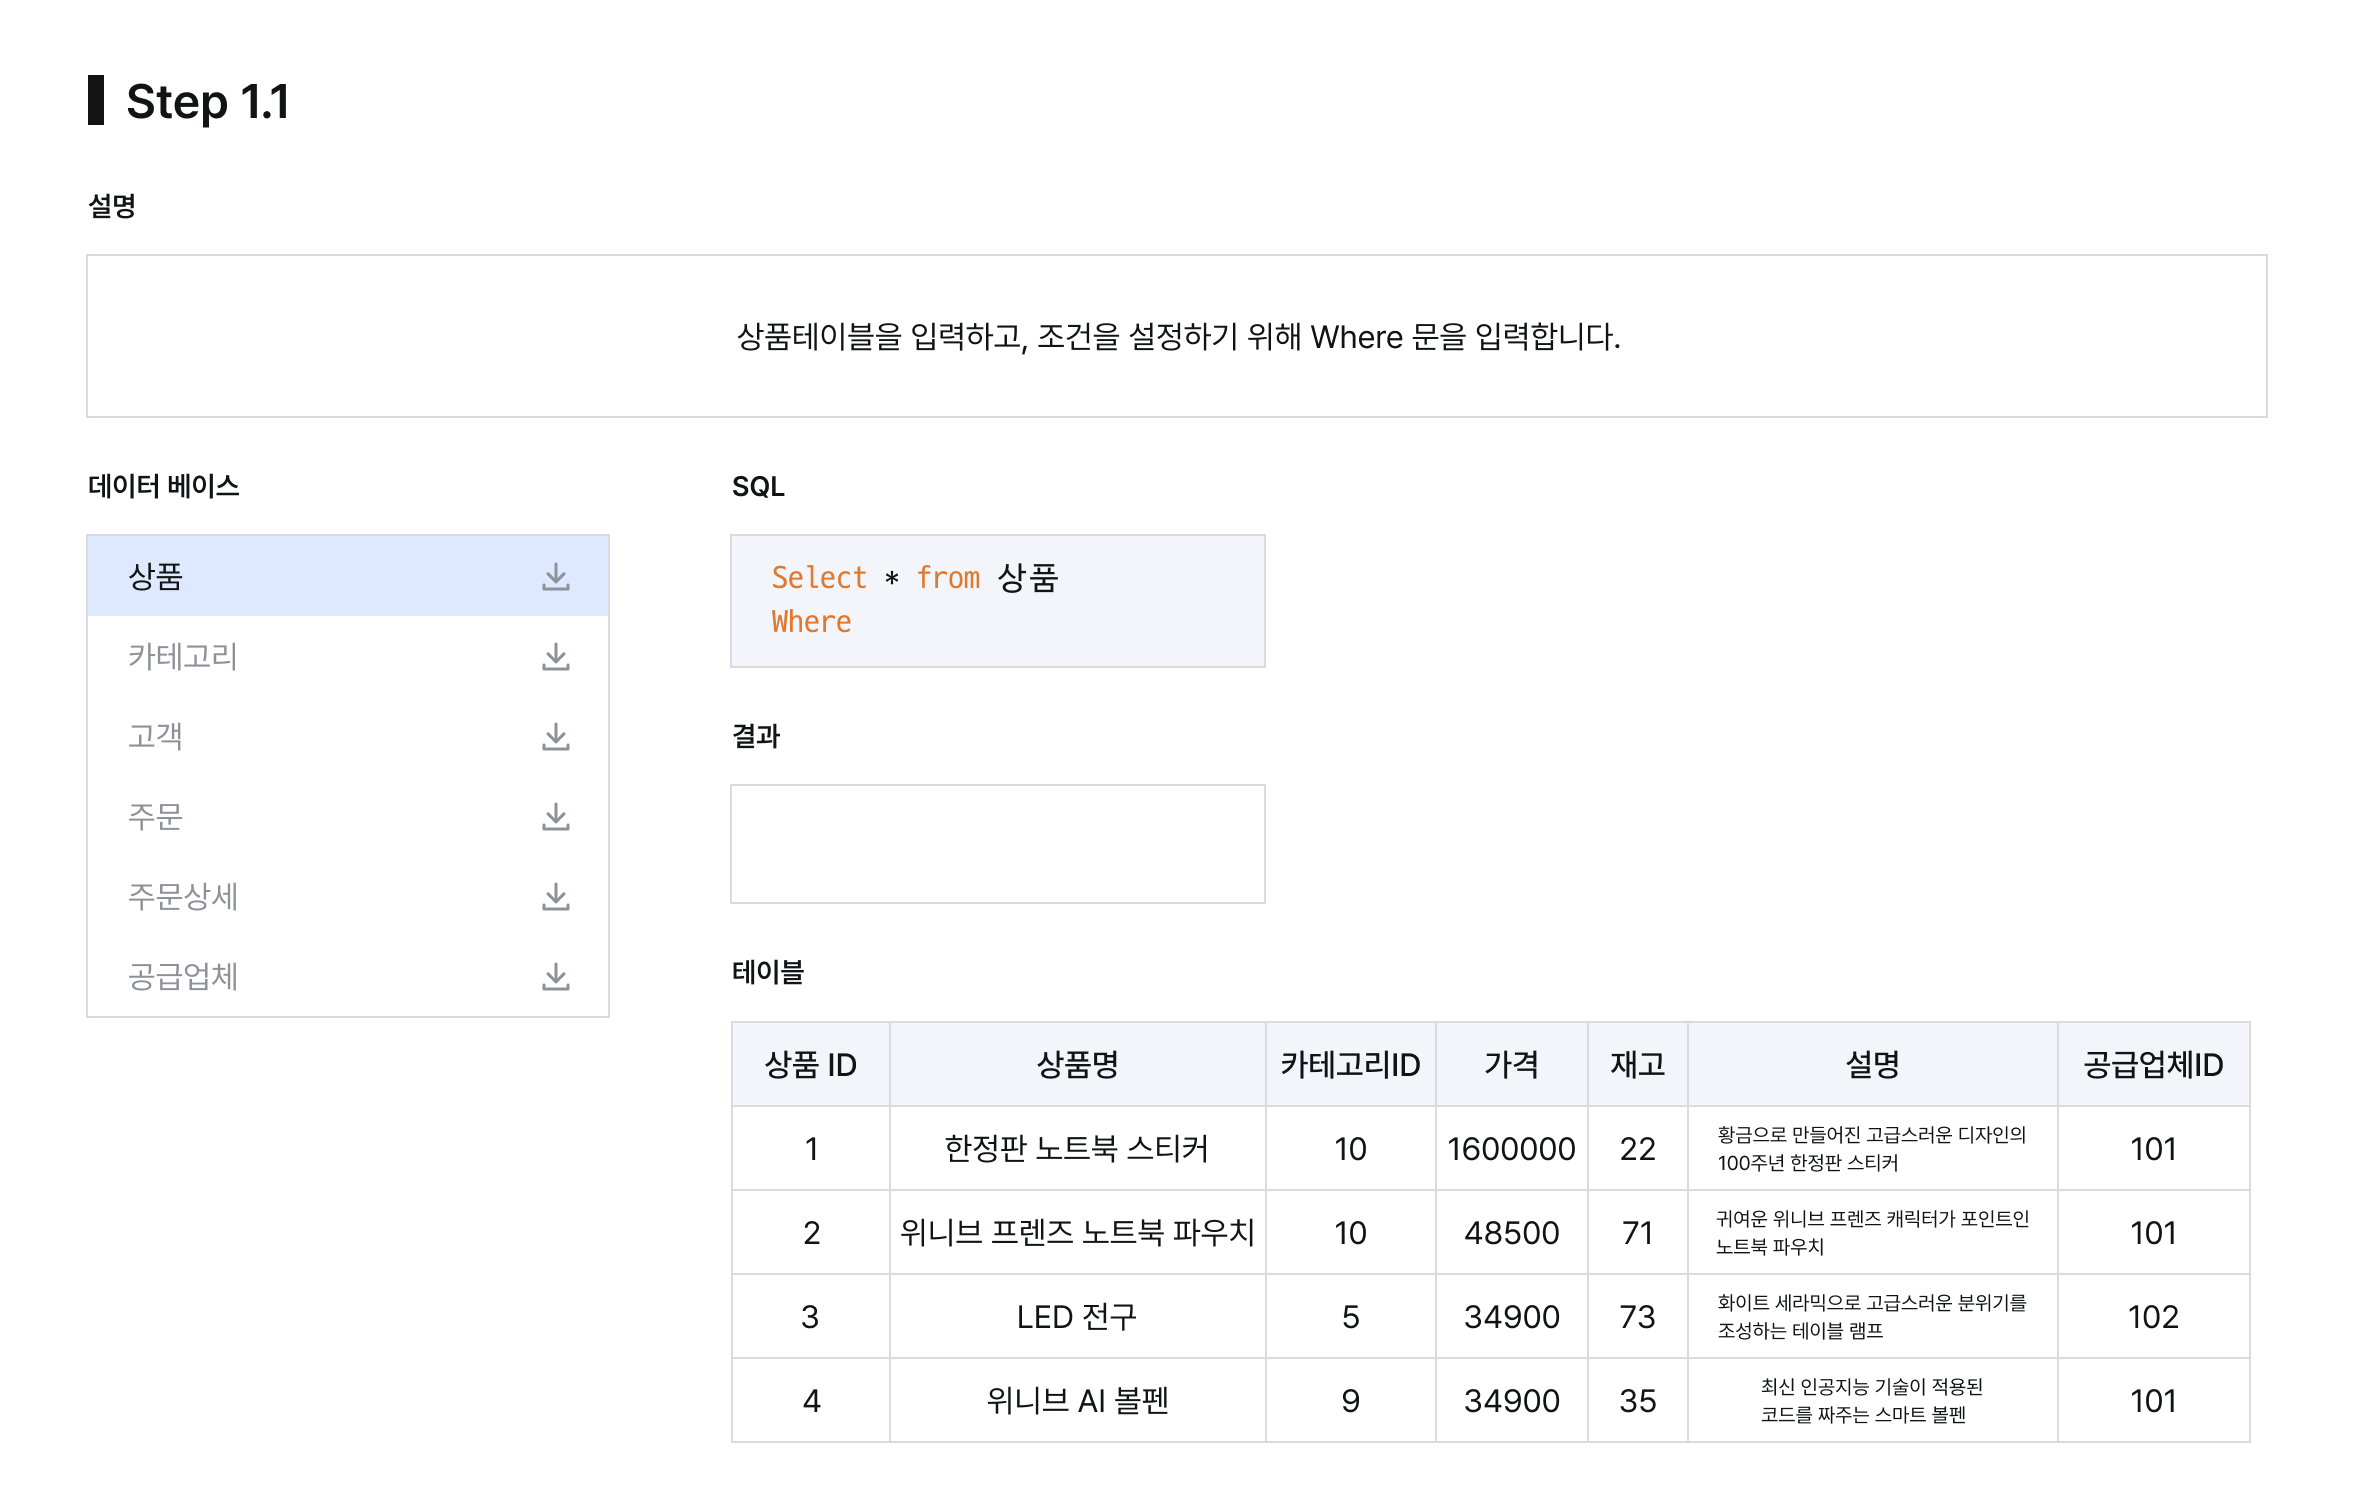 Step 1.1
설명
상품테이블을 입력하고, 조건을 설정하기 위해 Where 문을 입력합니다.
데이터 베이스
상품
카테고리
고객
주문
주문상세
공급업체
SQL
Select * from 상품
Where
결과
테이블
상품 ID 상품명 카테고리ID 가격 재고 설명 공급업체ID
1 한정판 노트북 스티커 10 1600000 22 황금으로 만들어진 고급스러운 디자인의
100주년 한정판 스티커 101
2 위니브 프렌즈 노트북 파우치 10 48500 71 귀여운 위니브 프렌즈 캐릭터가 포인트인
노트북 파우치 101
3 LED 전구 5 34900 73 화이트 세라믹으로 고급스러운 분위기를
조성하는 테이블 램프 102
4 위니브 AI 볼펜 9 34900 35 최신 인공지능 기술이 적용된
코드를 짜주는 스마트 볼펜 101